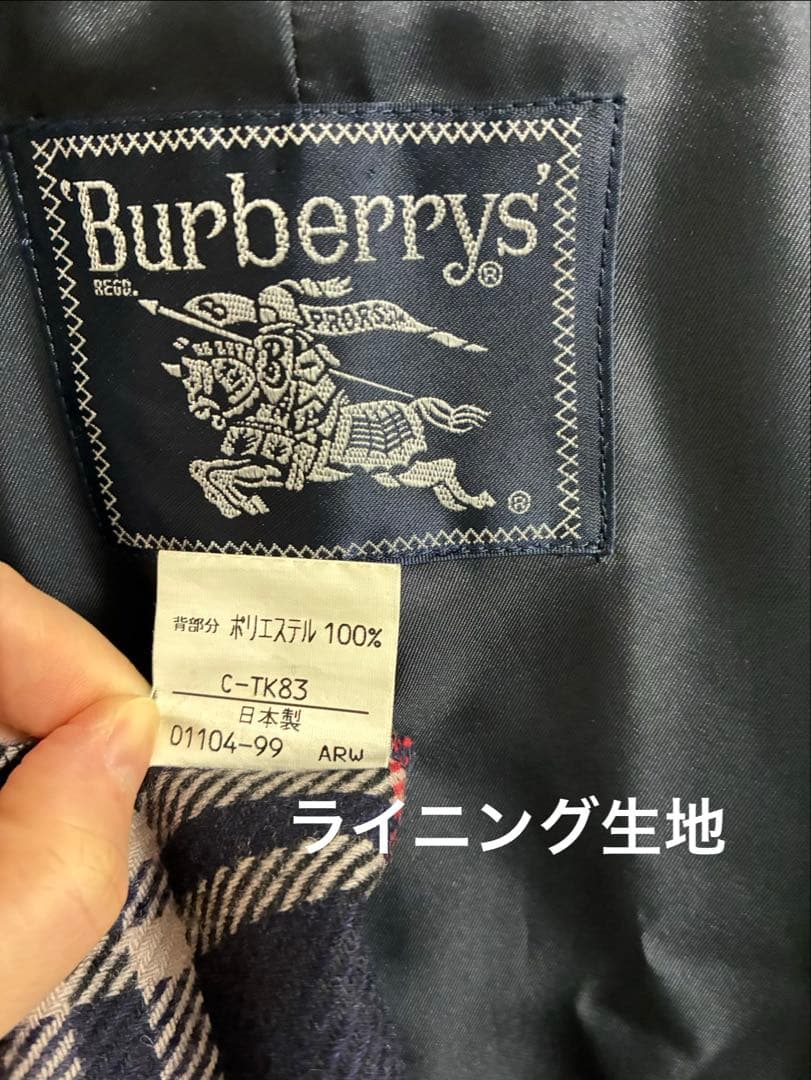 'Burberrys'®
REGD.
B PRORSUM
B
®
背部分 ポリエステル 100%
C-TK83
日本製
01104-99 ARW
ライニング生地